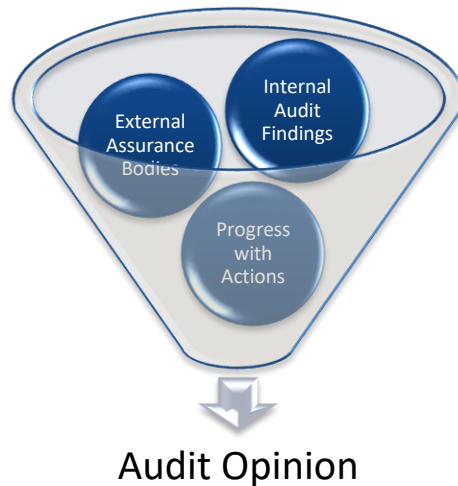 External
Assurance
Bodies
Internal
Audit
Findings
Progress
with
Actions
Audit Opinion